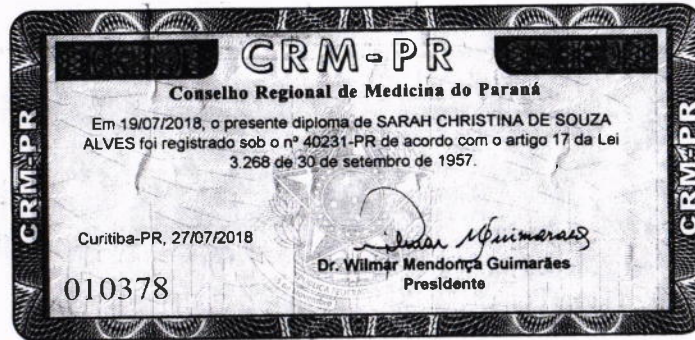 CRM-PR
Conselho Regional de Medicina do Paraná
Em 19/07/2018, o presente diploma de SARAH CHRISTINA DE SOUZA
ALVES foi registrado sob o nº 40231-PR de acordo com o artigo 17 da Lei
3.268 de 30 de setembro de 1957.
CRM-PR
CRM-PR
Curitiba-PR, 27/07/2018
Wilmar MGuimaraes
Dr. Wilmar Mendonça Guimarães
Presidente
010378